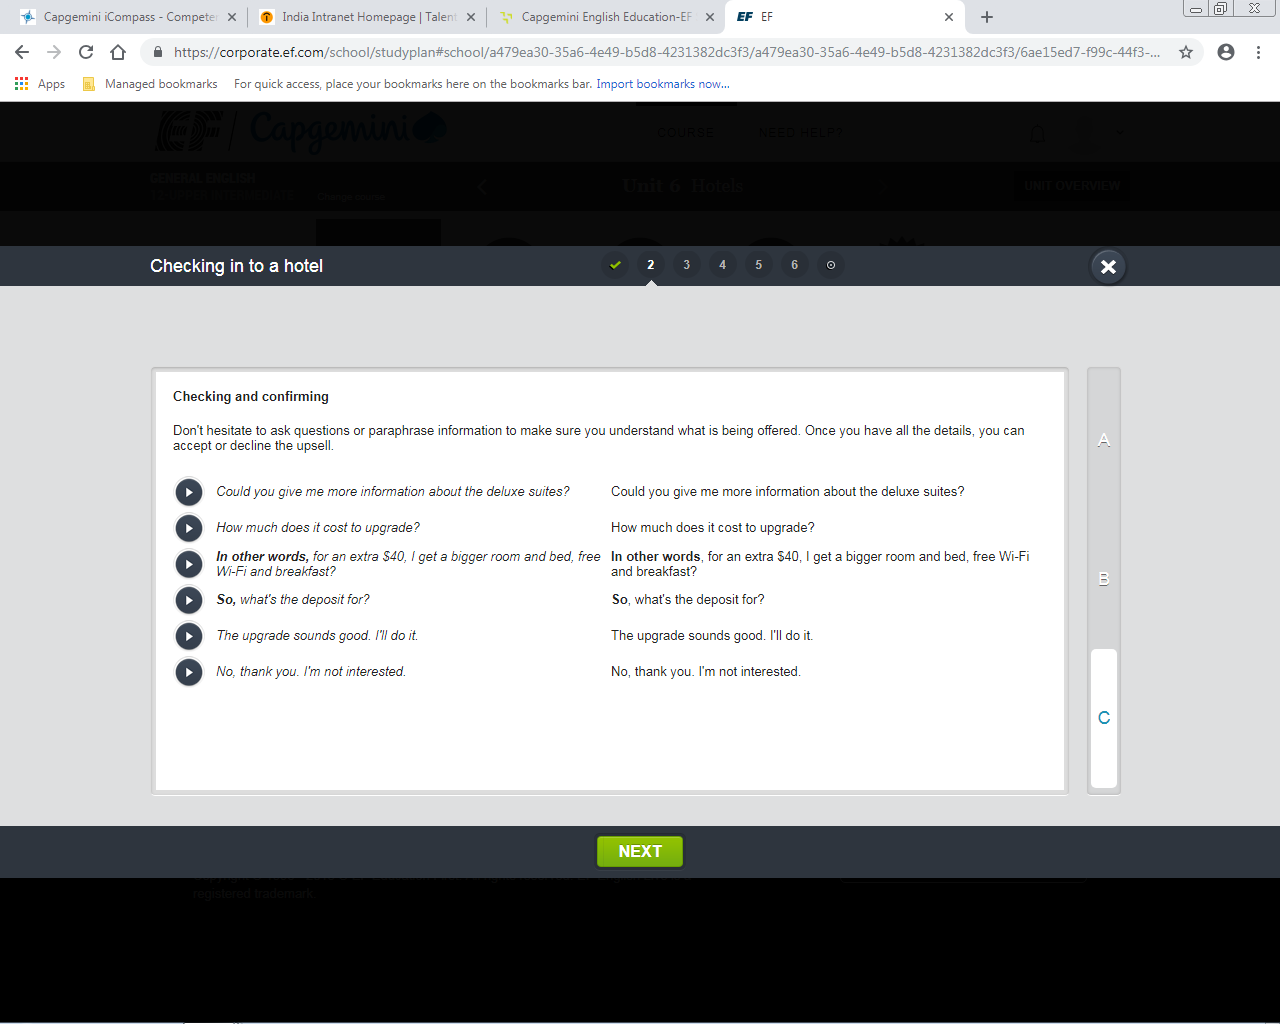 Capgemini iCompass - Compete
India Intranet Homepage | Talent
Capgemini English Education-EF
EF EF
https://corporate.ef.com/school/studyplan#school/a479ea30-35a6-4e49-b5d8-4231382dc3f3/a479ea30-35a6-4e49-b5d8-4231382dc3f3/6ae15ed7-f99c-44f3-...
Apps Managed bookmarks For quick access, place your bookmarks here on the bookmarks bar. Import bookmarks now...
EF | Capgemini COURSE NEED HELP?
GENERAL ENGLISH
Unit 6 Hotels UNIT OVERVIEW
Change course
Checking in to a hotel 2 3 4 5 6
Checking and confirming
Don't hesitate to ask questions or paraphrase information to make sure you understand what is being offered. Once you have all the details, you can
accept or decline the upsell.
A
Could you give me more information about the deluxe suites? Could you give me more information about the deluxe suites?
How much does it cost to upgrade? How much does it cost to upgrade?
In other words, for an extra $40, I get a bigger room and bed, free In other words, for an extra $40, I get a bigger room and bed, free Wi-Fi
Wi-Fi and breakfast? and breakfast?
B
So, what's the deposit for? So, what's the deposit for?
The upgrade sounds good. I'll do it. The upgrade sounds good. I'll do it.
No, thank you. I'm not interested. No, thank you. I'm not interested.
C
NEXT
registered trademark